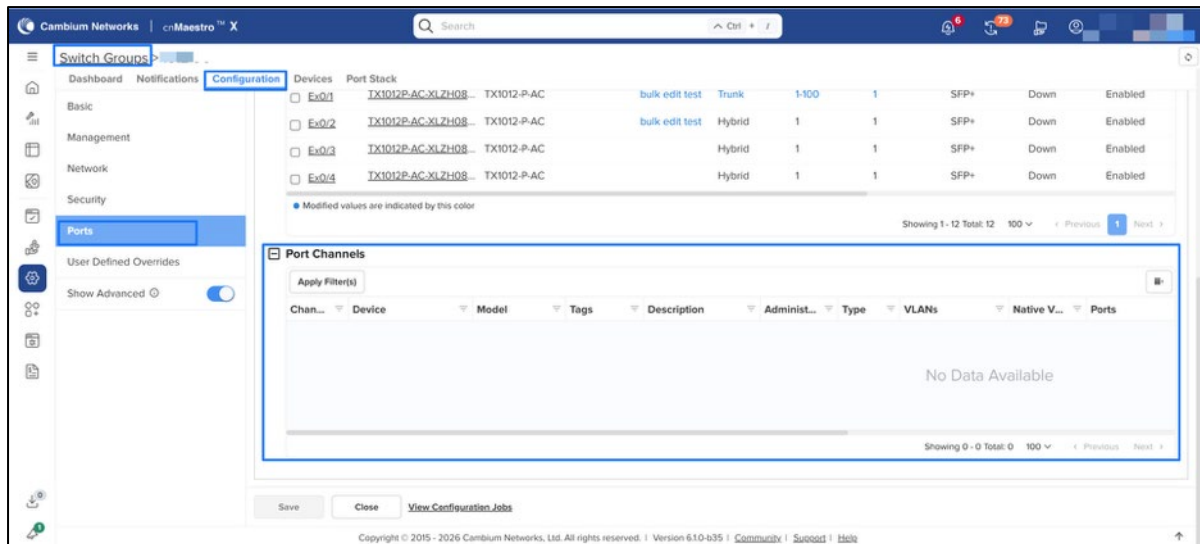 Cambium Networks | cnMaestro™ X
Search
Ctrl + /
6
73
Switch Groups >
Dashboard Notifications Configuration Devices Port Stack
Basic
Management
Network
Security
Ports
User Defined Overrides
Show Advanced
Ex0/1 TX1012P-AC-XLZH08... TX1012-P-AC bulk edit test Trunk 1-100 1 SFP+ Down Enabled
Ex0/2 TX1012P-AC-XLZH08... TX1012-P-AC bulk edit test Hybrid 1 1 SFP+ Down Enabled
Ex0/3 TX1012P-AC-XLZH08... TX1012-P-AC Hybrid 1 1 SFP+ Down Enabled
Ex0/4 TX1012P-AC-XLZH08... TX1012-P-AC Hybrid 1 1 SFP+ Down Enabled
Modified values are indicated by this color
Showing 1 - 12 Total: 12 100 < Previous 1 Next >
Port Channels
Apply Filter(s)
Chan... Device Model Tags Description Administ... Type VLANs Native V... Ports
No Data Available
Showing 0 - 0 Total: 0 100 < Previous Next >
0
1
Save Close View Configuration Jobs
Copyright © 2015 - 2026 Cambium Networks, Ltd. All rights reserved. | Version 6.1.0-b35 | Community | Support | Help